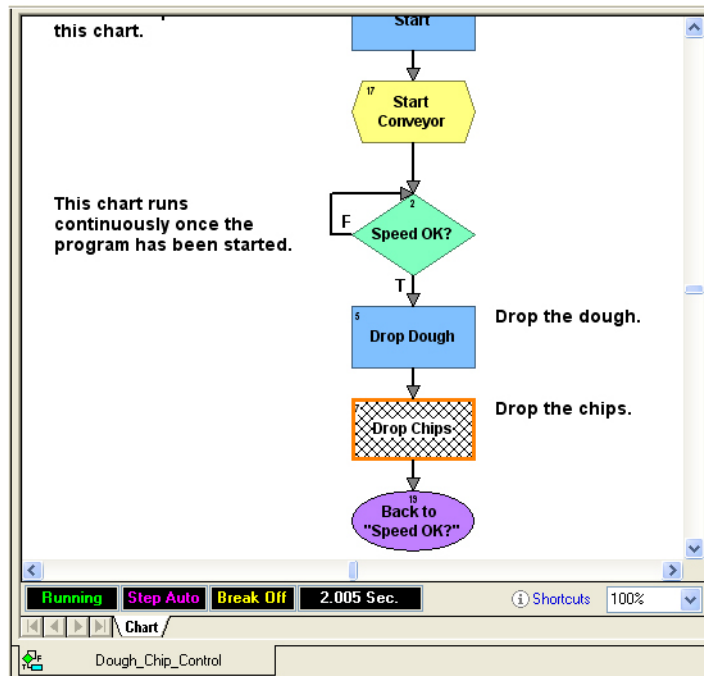 this chart.
Start
17
Start
Conveyor
This chart runs
continuously once the
program has been started.
2
F
Speed OK?
T
5
Drop Dough
Drop the dough.
7
Drop Chips
Drop the chips.
19
Back to
"Speed OK?"
Running
Step Auto
Break Off
2.005 Sec.
Shortcuts
100%
Chart
T
F
Dough_Chip_Control